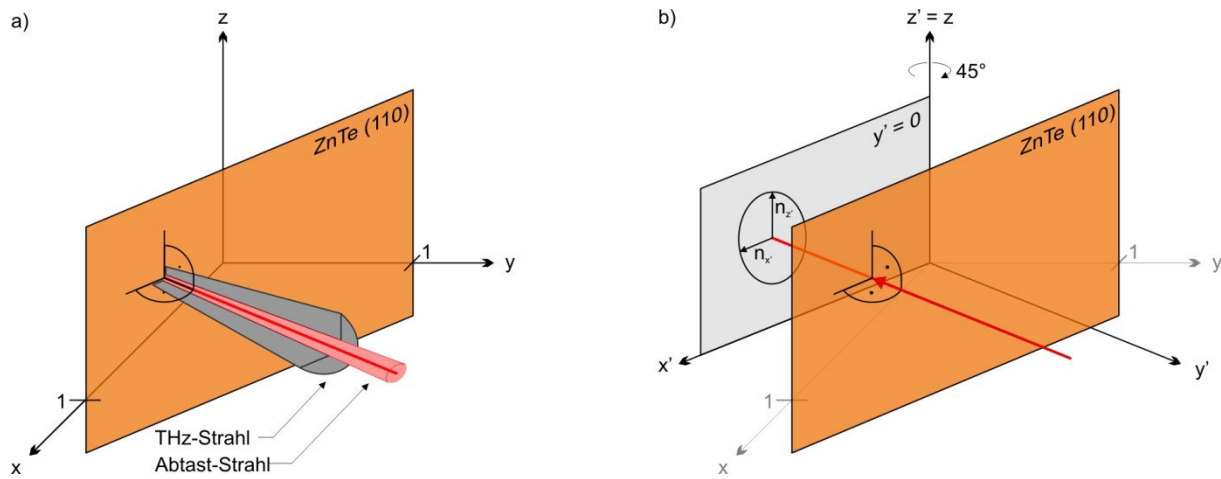 a)
z
ZnTe (110)
1
y
1
x
THz-Strahl
Abtast-Strahl
b)
z' = z
45°
y' = 0
ZnTe (110)
n_z'
n_x'
1
y
x'
y'
1
x